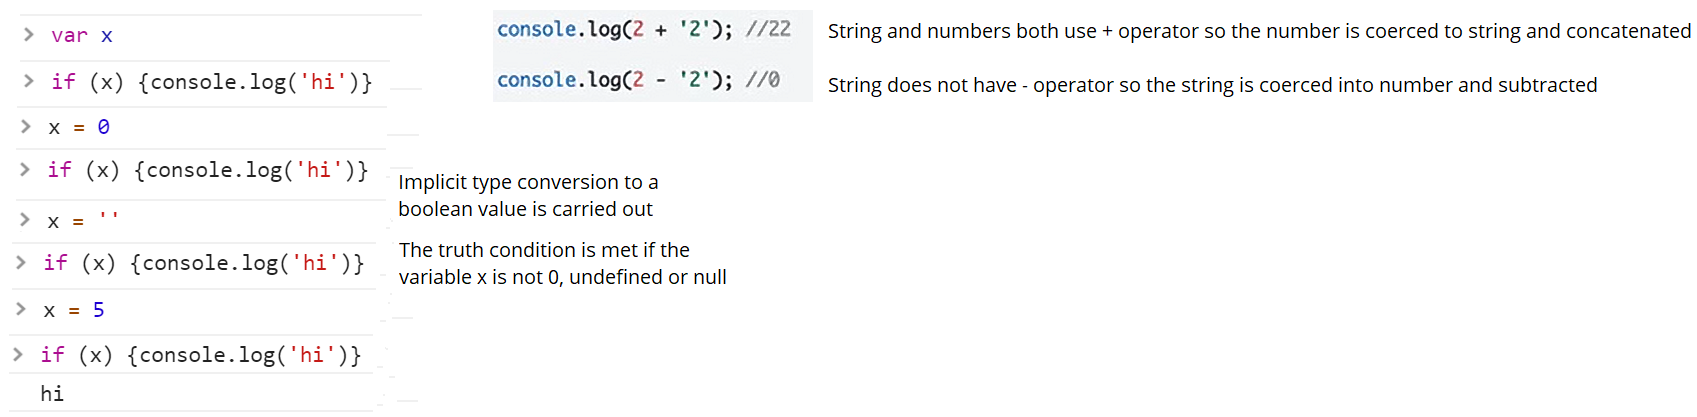 > var x
> if (x) {console.log('hi')}
> x = 0
> if (x) {console.log('hi')}
> x = ''
> if (x) {console.log('hi')}
> x = 5
> if (x) {console.log('hi')}
hi
console.log(2 + '2'); //22
String and numbers both use + operator so the number is coerced to string and concatenated
console.log(2 - '2'); //0
String does not have - operator so the string is coerced into number and subtracted
Implicit type conversion to a
boolean value is carried out
The truth condition is met if the
variable x is not 0, undefined or null